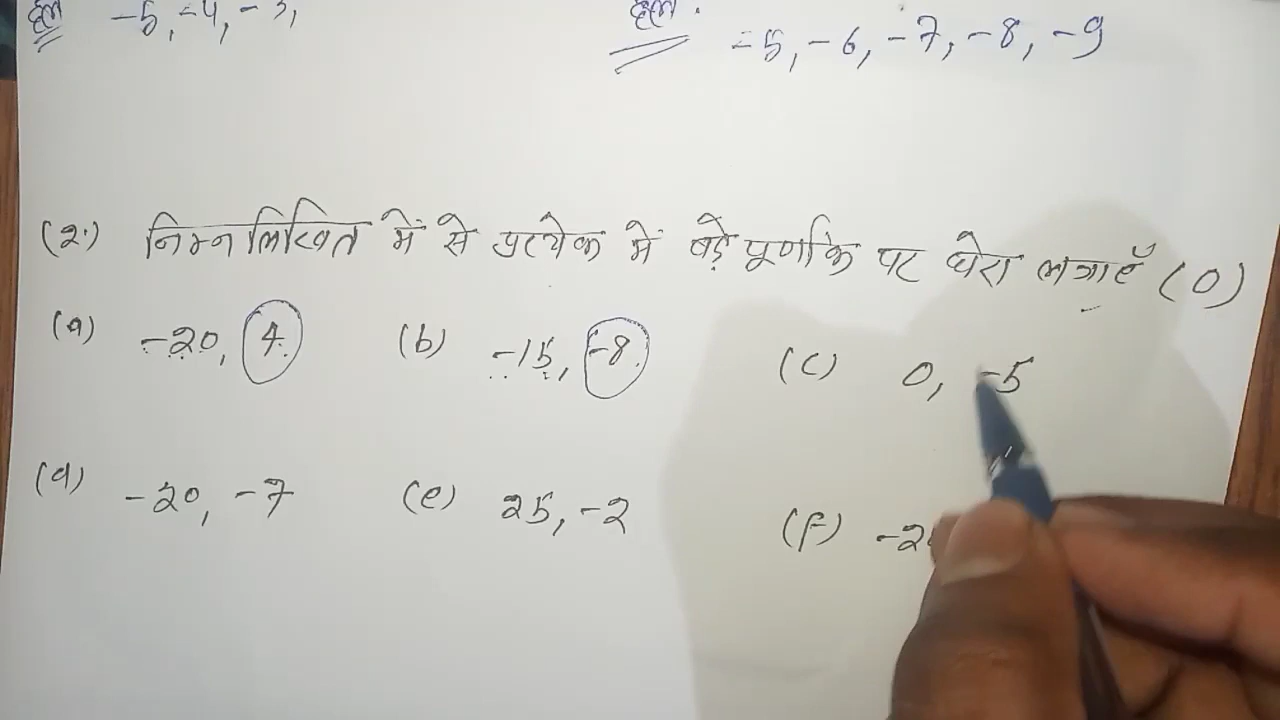 हल -5, -4, -3,
हल: -5, -6, -7, -8, -9
(2.) निम्नलिखित में से प्रत्येक में बड़े पूर्णांक पर घेरा लगाएँ (0)
(a) -20, 4 (b) -15, -8 (c) 0, -5
(d) -20, -7 (e) 25, -2 (f)